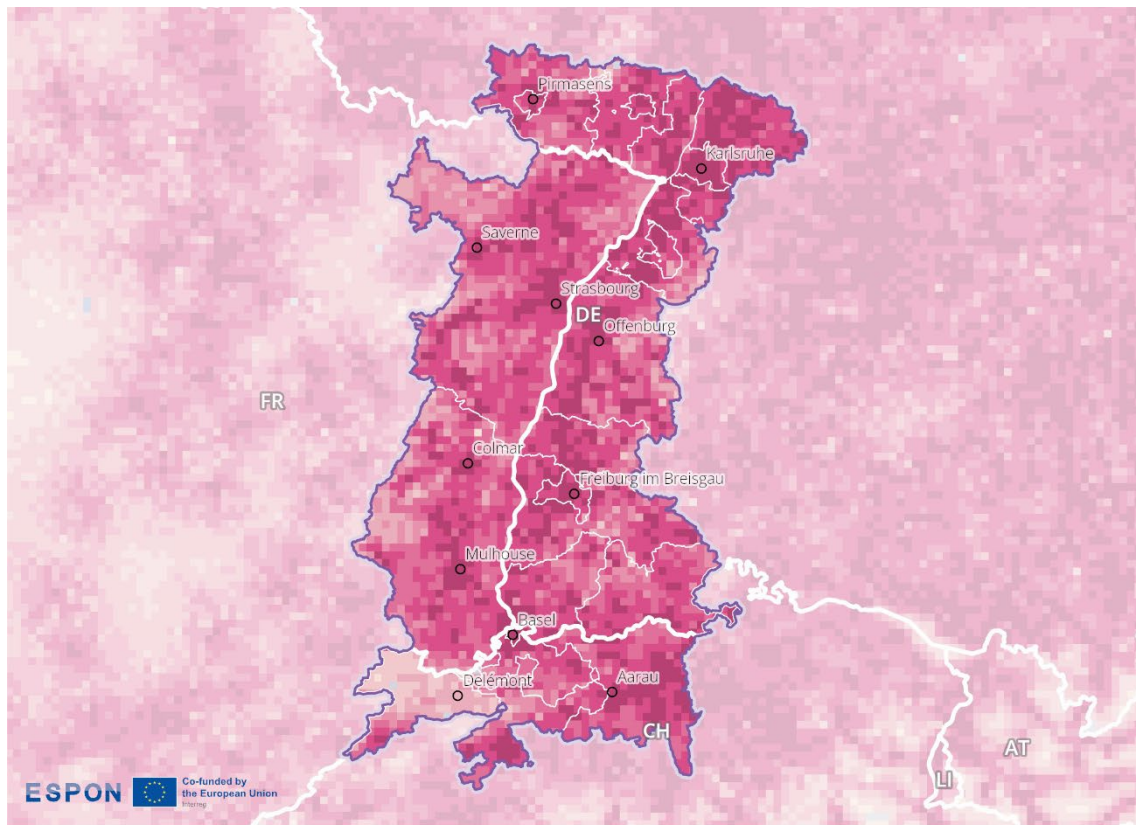 Pirmasens
Karlsruhe
Saverne
Strasbourg
DE
Offenburg
FR
Colmar
Freiburg im Breisgau
Mulhouse
Basel
Delémont
Aarau
CH
AT
LI
ESPON
Co-funded by
the European Union
Interreg